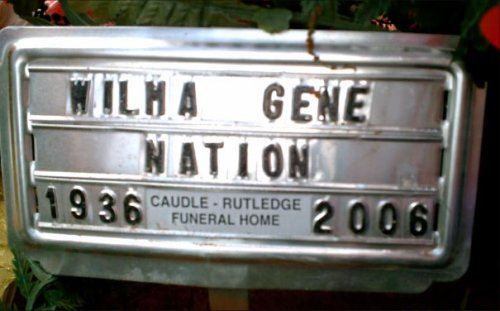 WILMA GENE
NATION
1936 CAUDLE - RUTLEDGE 2006
FUNERAL HOME